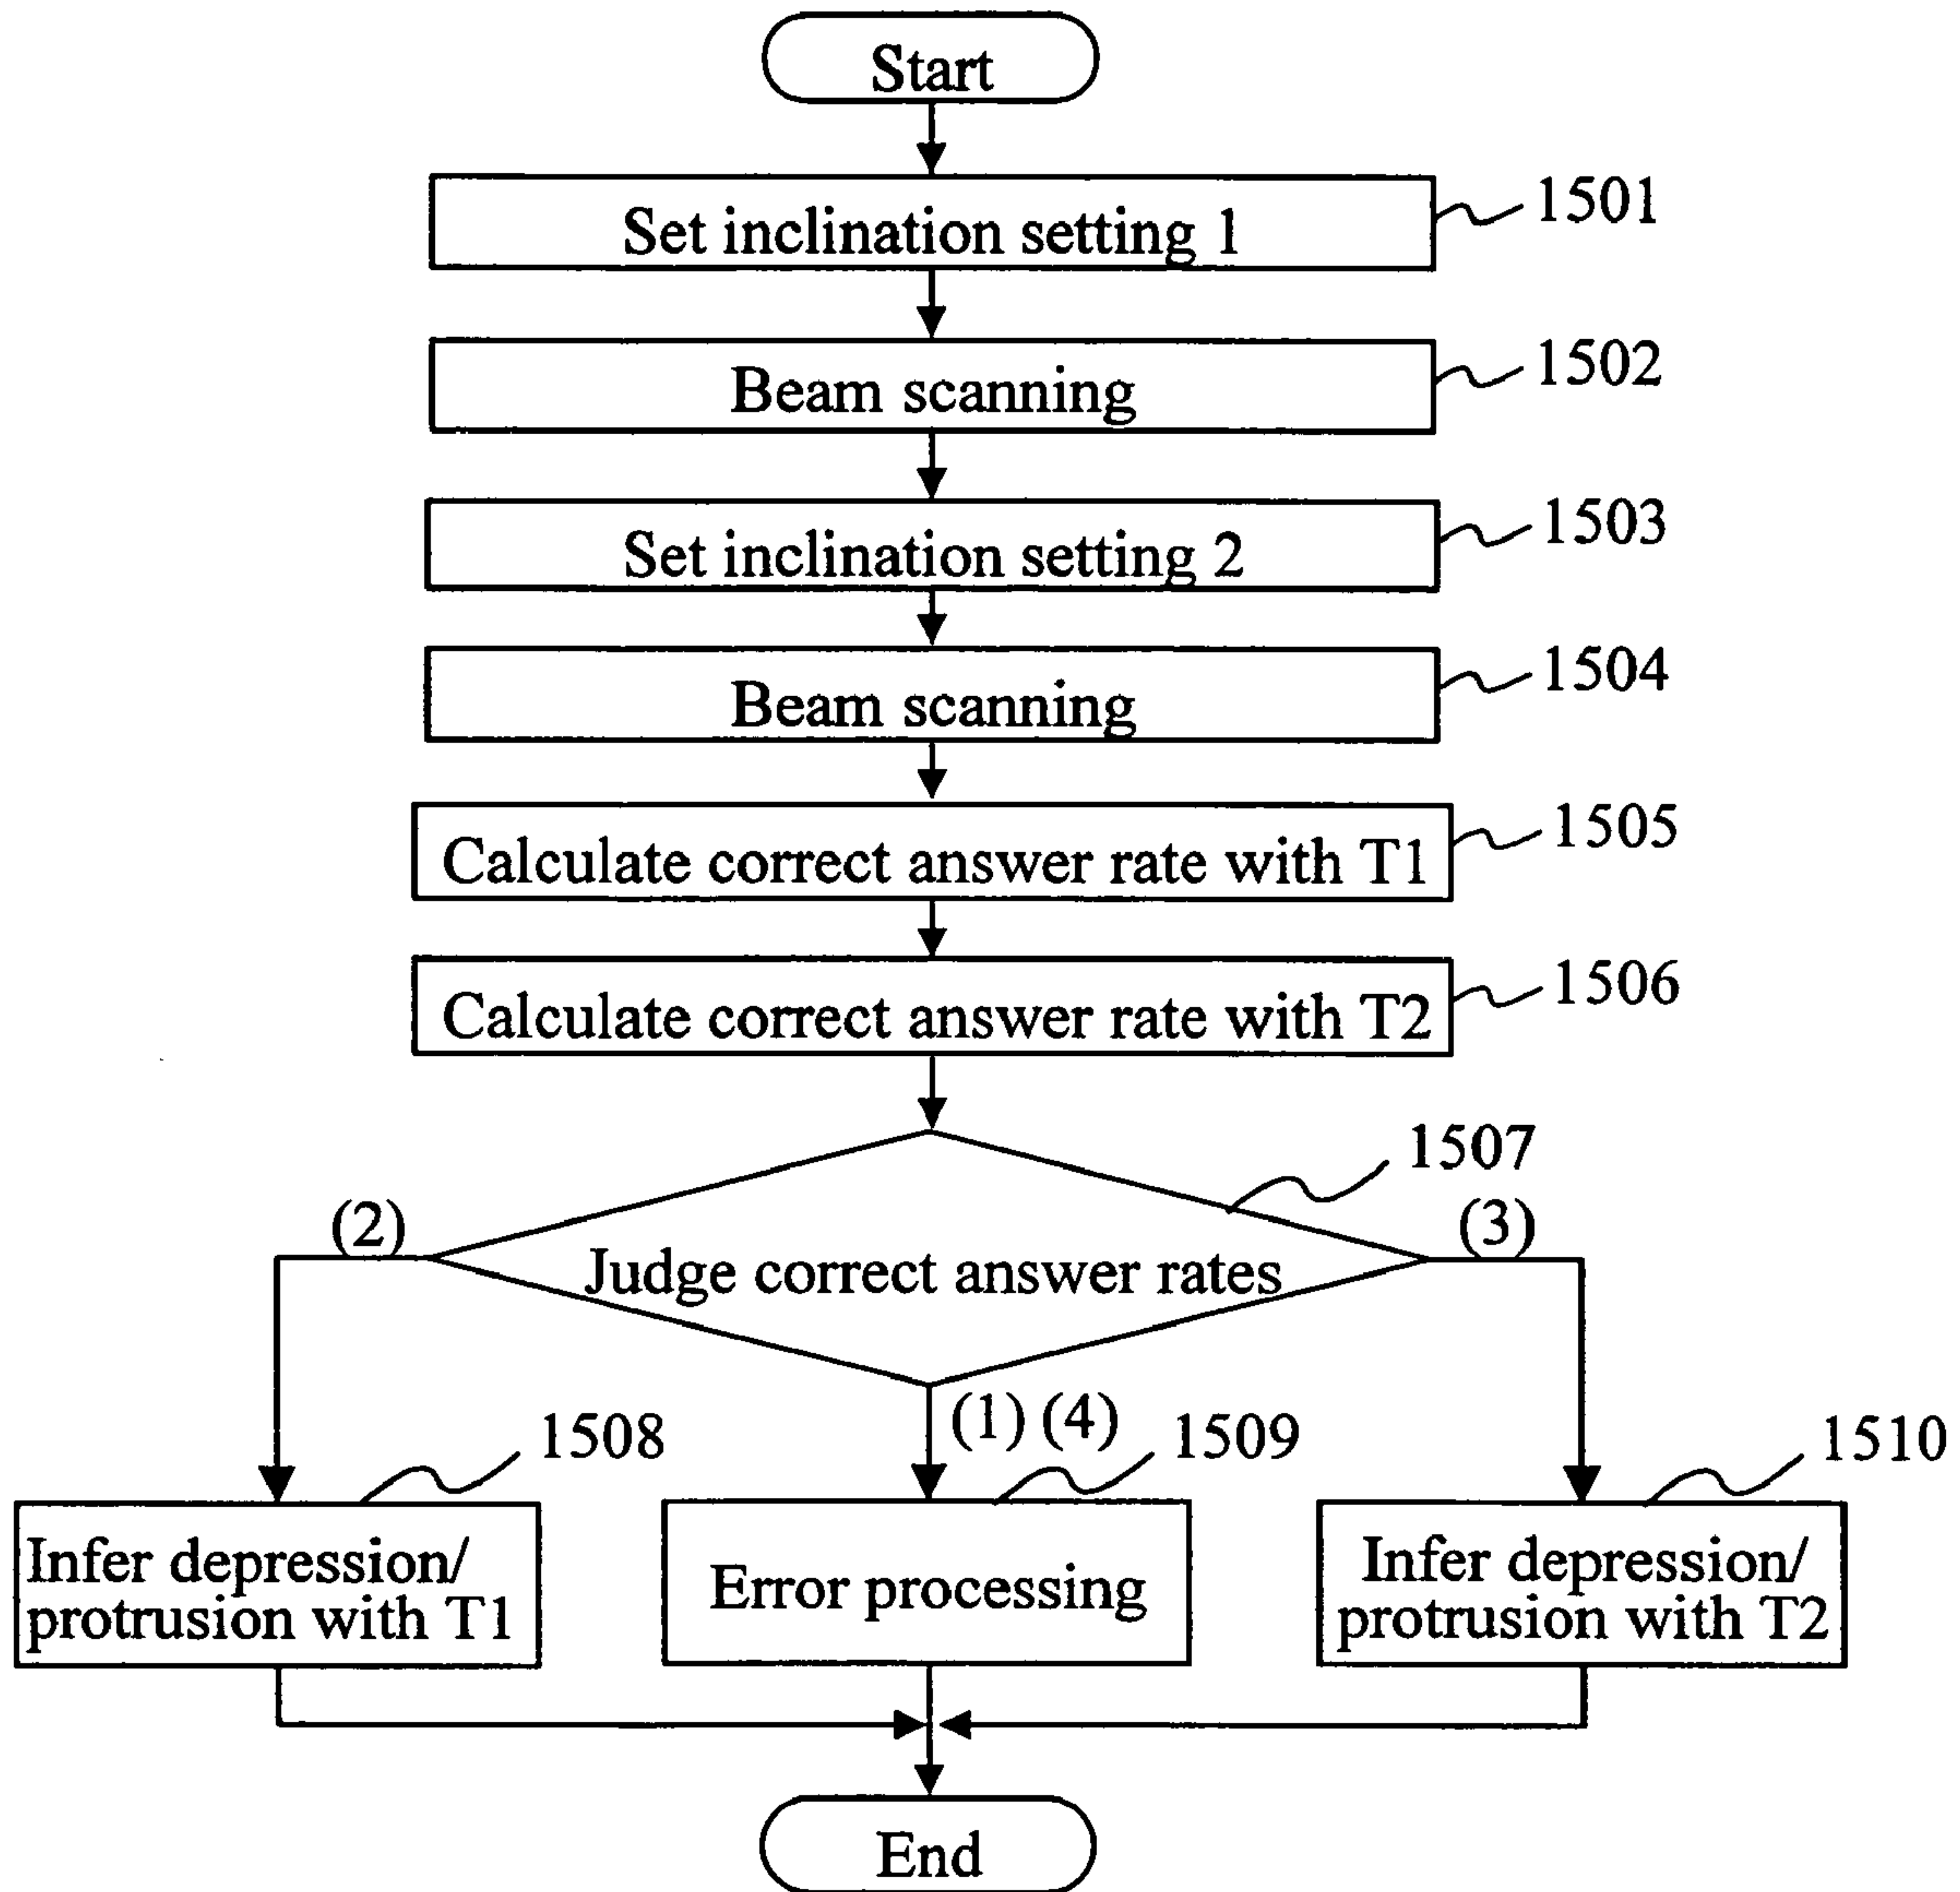 Start
Set inclination setting 1
1501
Beam scanning
1502
Set inclination setting 2
1503
Beam scanning
1504
Calculate correct answer rate with T1
1505
Calculate correct answer rate with T2
1506
1507
(2)
Judge correct answer rates
(3)
(1) (4)
1508
1509
1510
Infer depression/
protrusion with T1
Error processing
Infer depression/
protrusion with T2
End